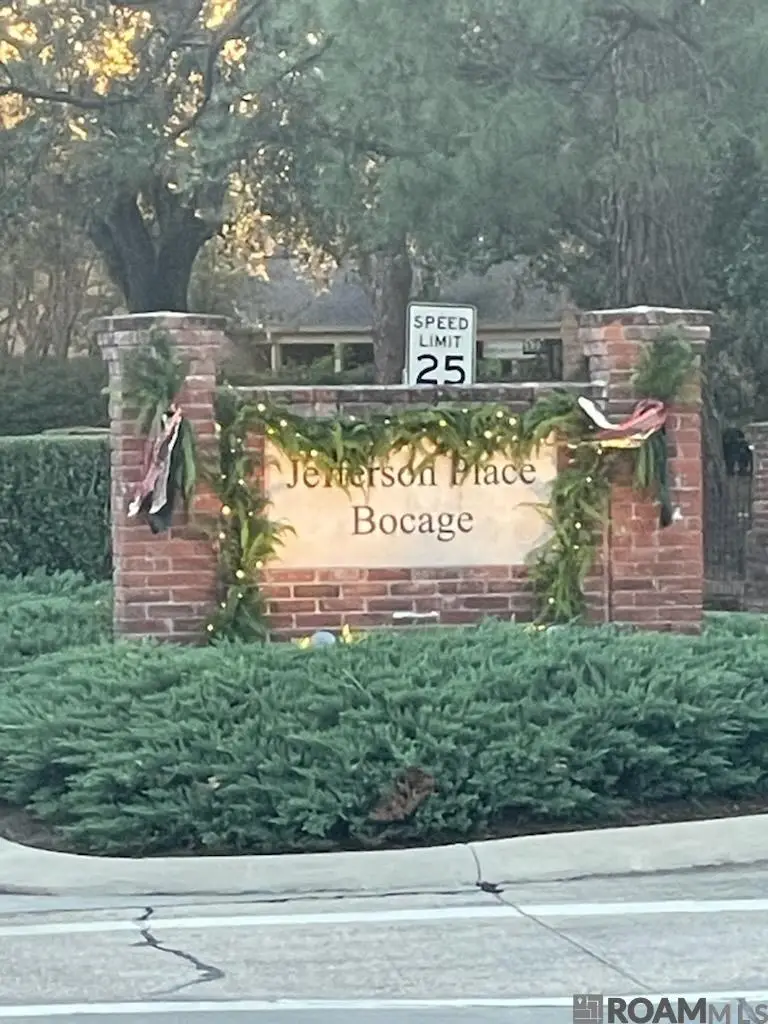 SPEED
LIMIT
25
Jefferson Place
Bocage
ROAM MLS